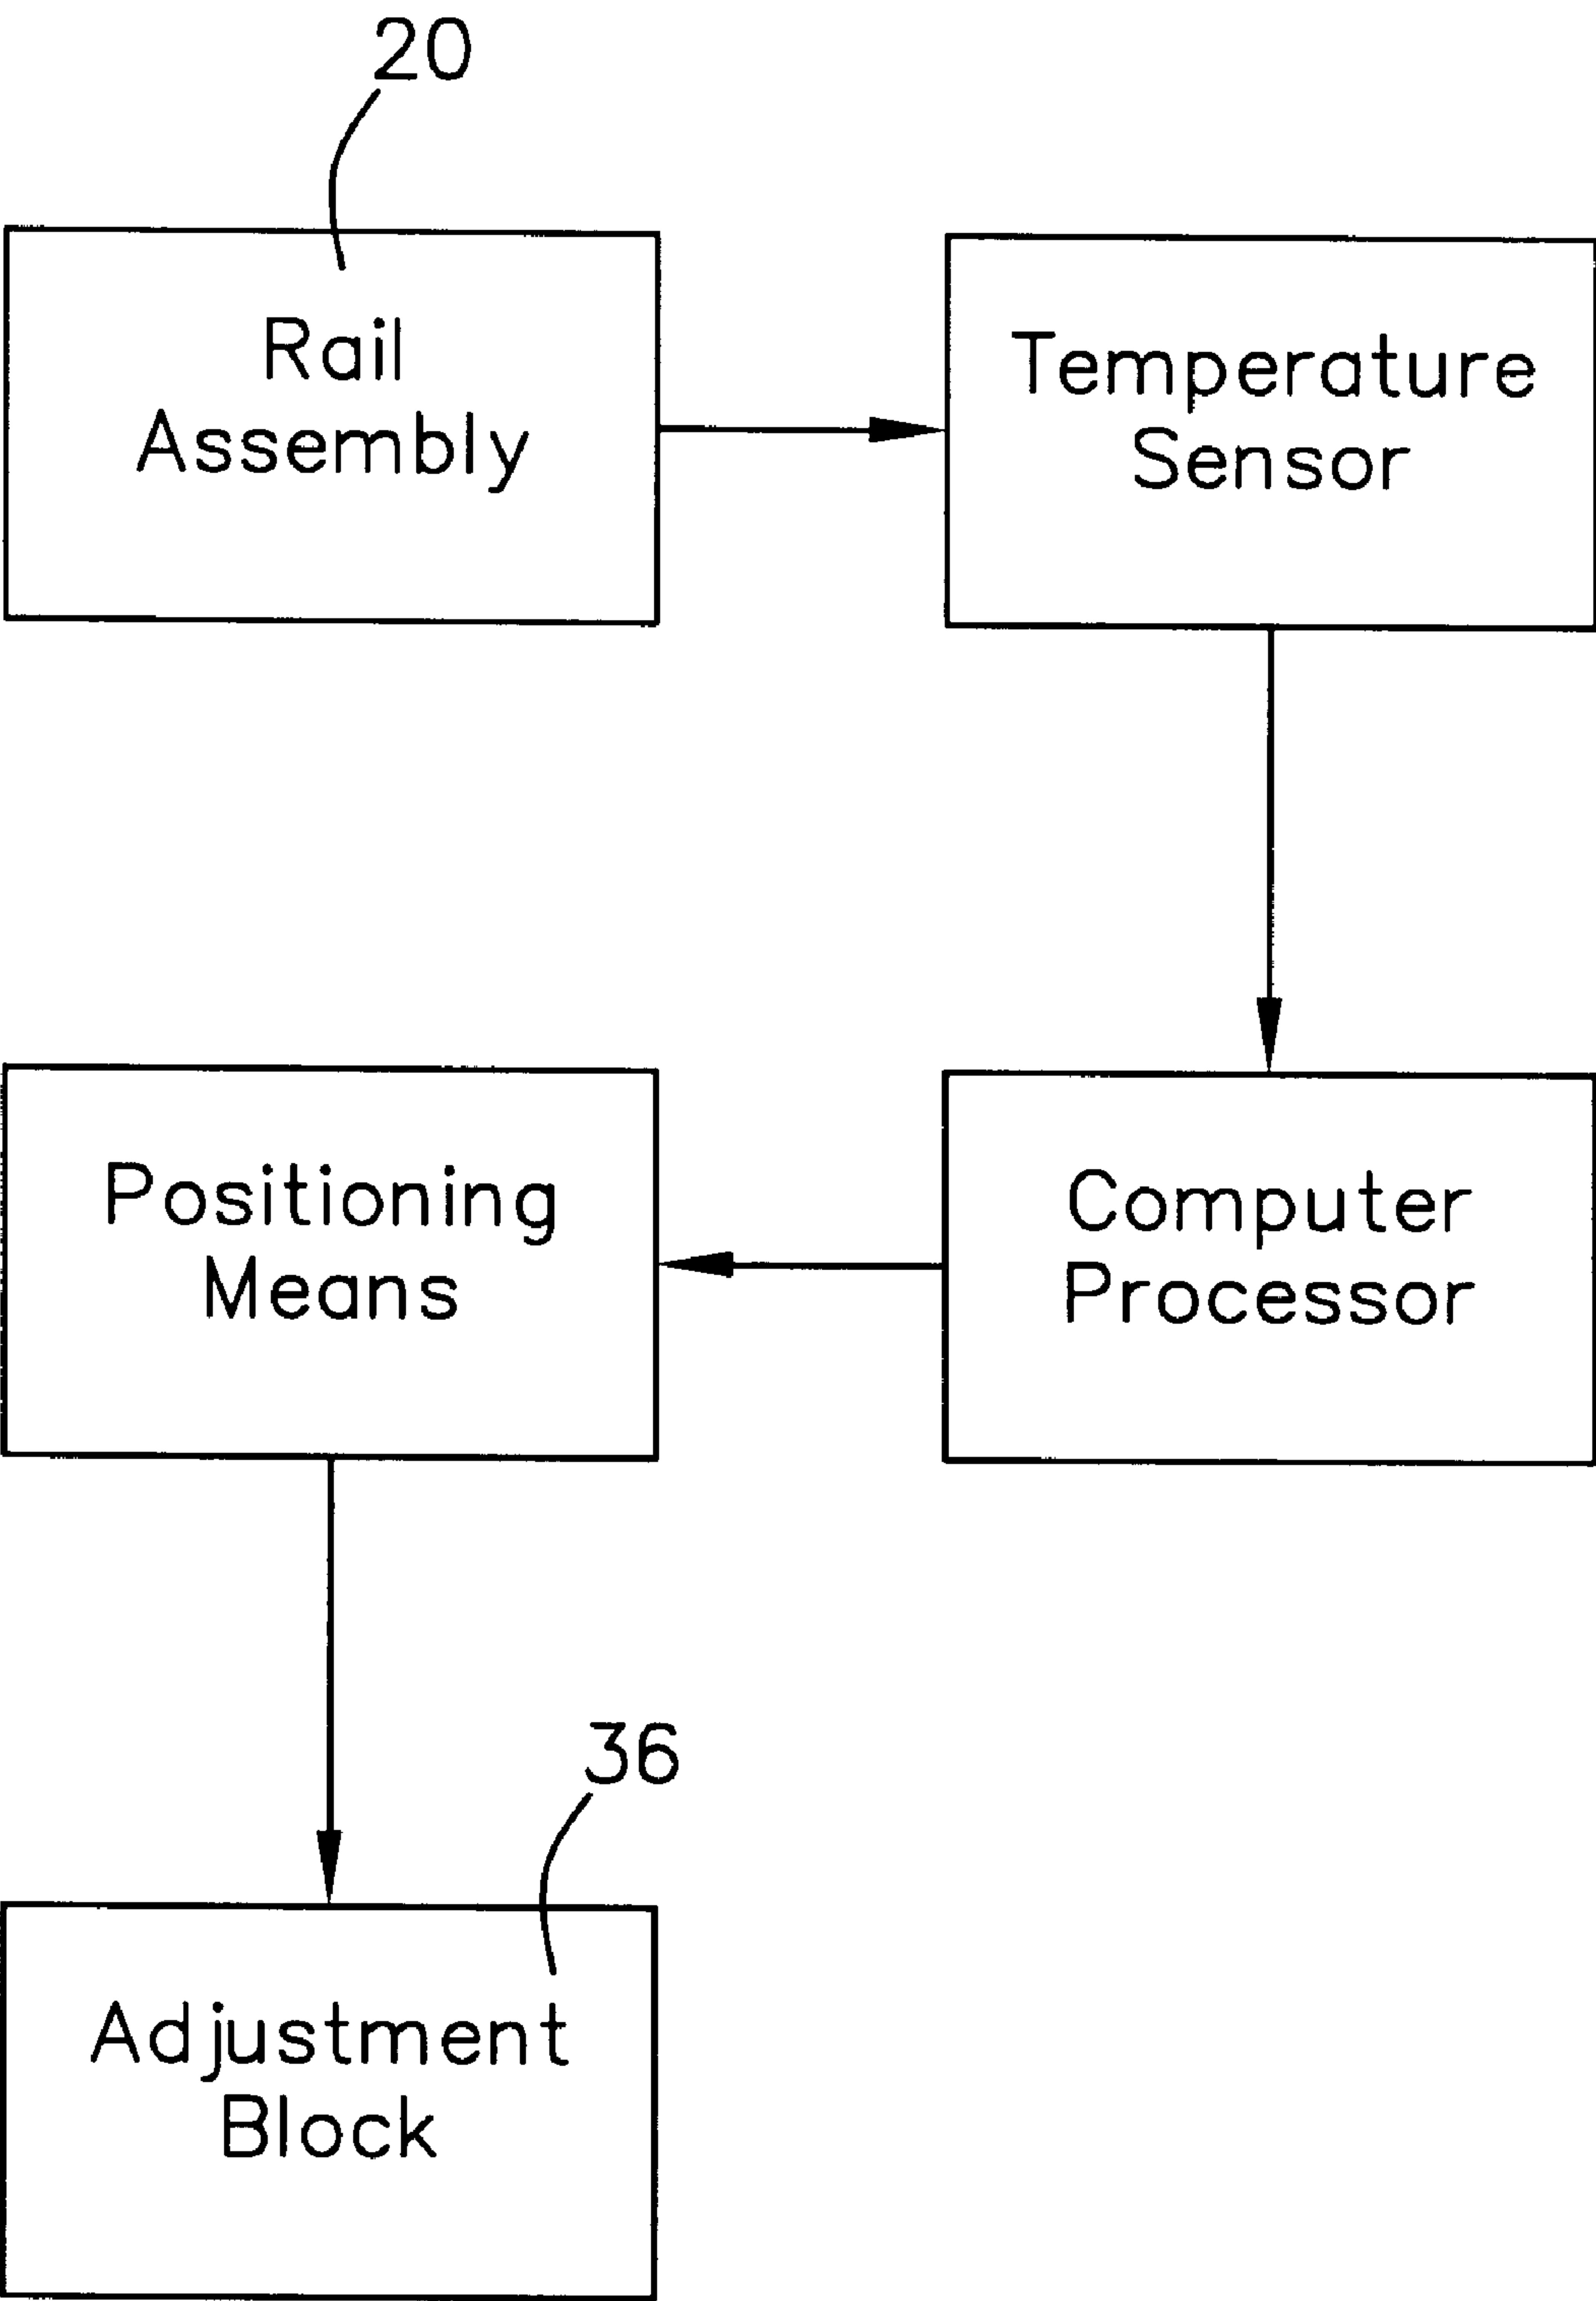 20
Rail
Assembly
Temperature
Sensor
Positioning
Means
Computer
Processor
36
Adjustment
Block